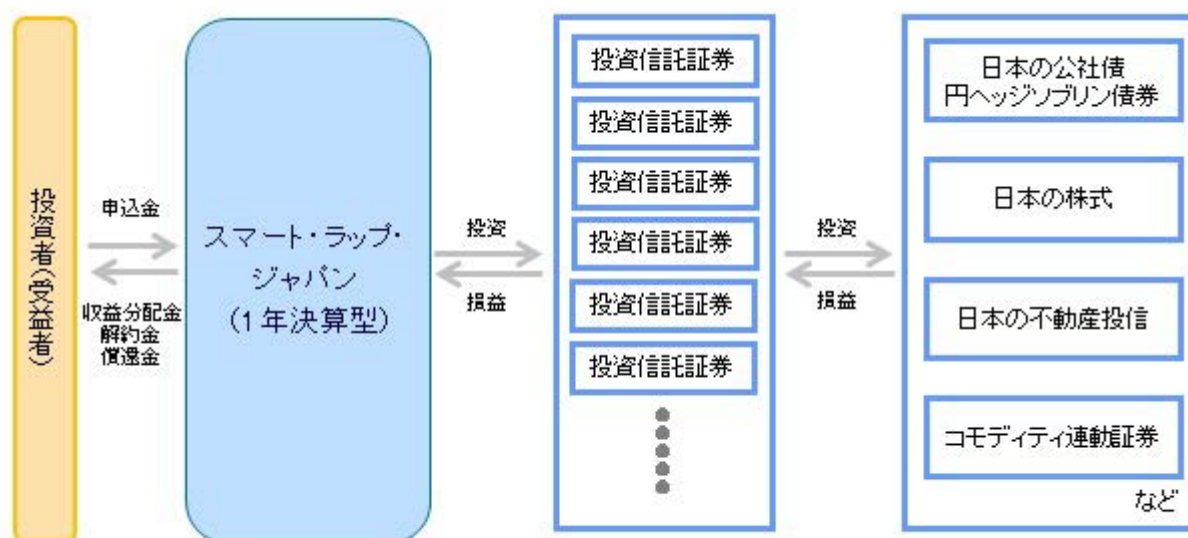 投資者(受益者)
申込金
収益分配金
解約金
償還金
スマート・ラップ・
ジャパン
(1年決算型)
投資
損益
投資信託証券
投資信託証券
投資信託証券
投資信託証券
投資信託証券
投資信託証券
投資
損益
日本の公社債
円ヘッジソブリン債券
日本の株式
日本の不動産投信
コモディティ連動証券
など